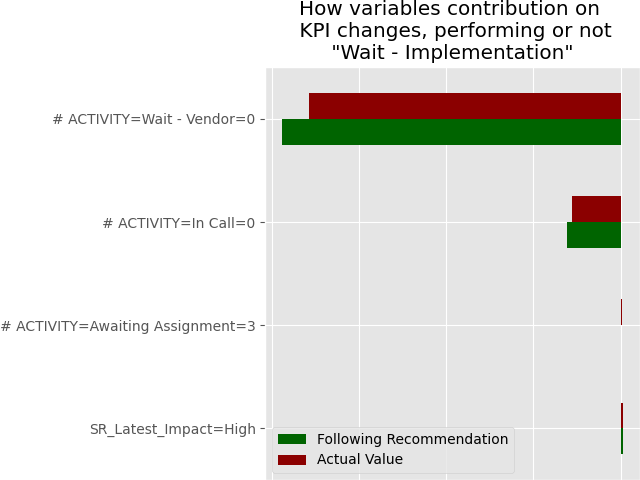 How variables contribution on
KPI changes, performing or not
"Wait - Implementation"
# ACTIVITY=Wait - Vendor=0
# ACTIVITY=In Call=0
# ACTIVITY=Awaiting Assignment=3
SR_Latest_Impact=High
Following Recommendation
Actual Value